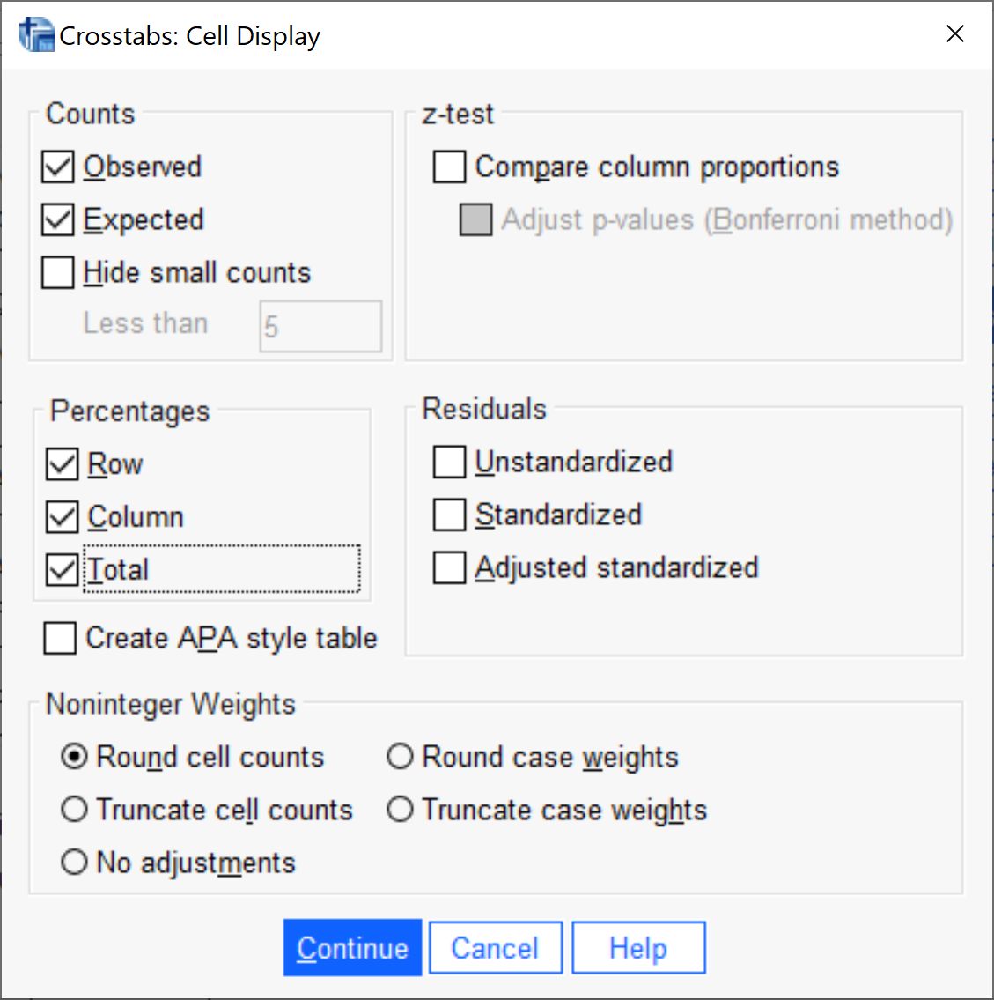 Crosstabs: Cell Display
Counts
Observed
Expected
Hide small counts
Less than 5
z-test
Compare column proportions
Adjust p-values (Bonferroni method)
Percentages
Row
Column
Total
Create APA style table
Residuals
Unstandardized
Standardized
Adjusted standardized
Noninteger Weights
Round cell counts Round case weights
Truncate cell counts Truncate case weights
No adjustments
Continue Cancel Help